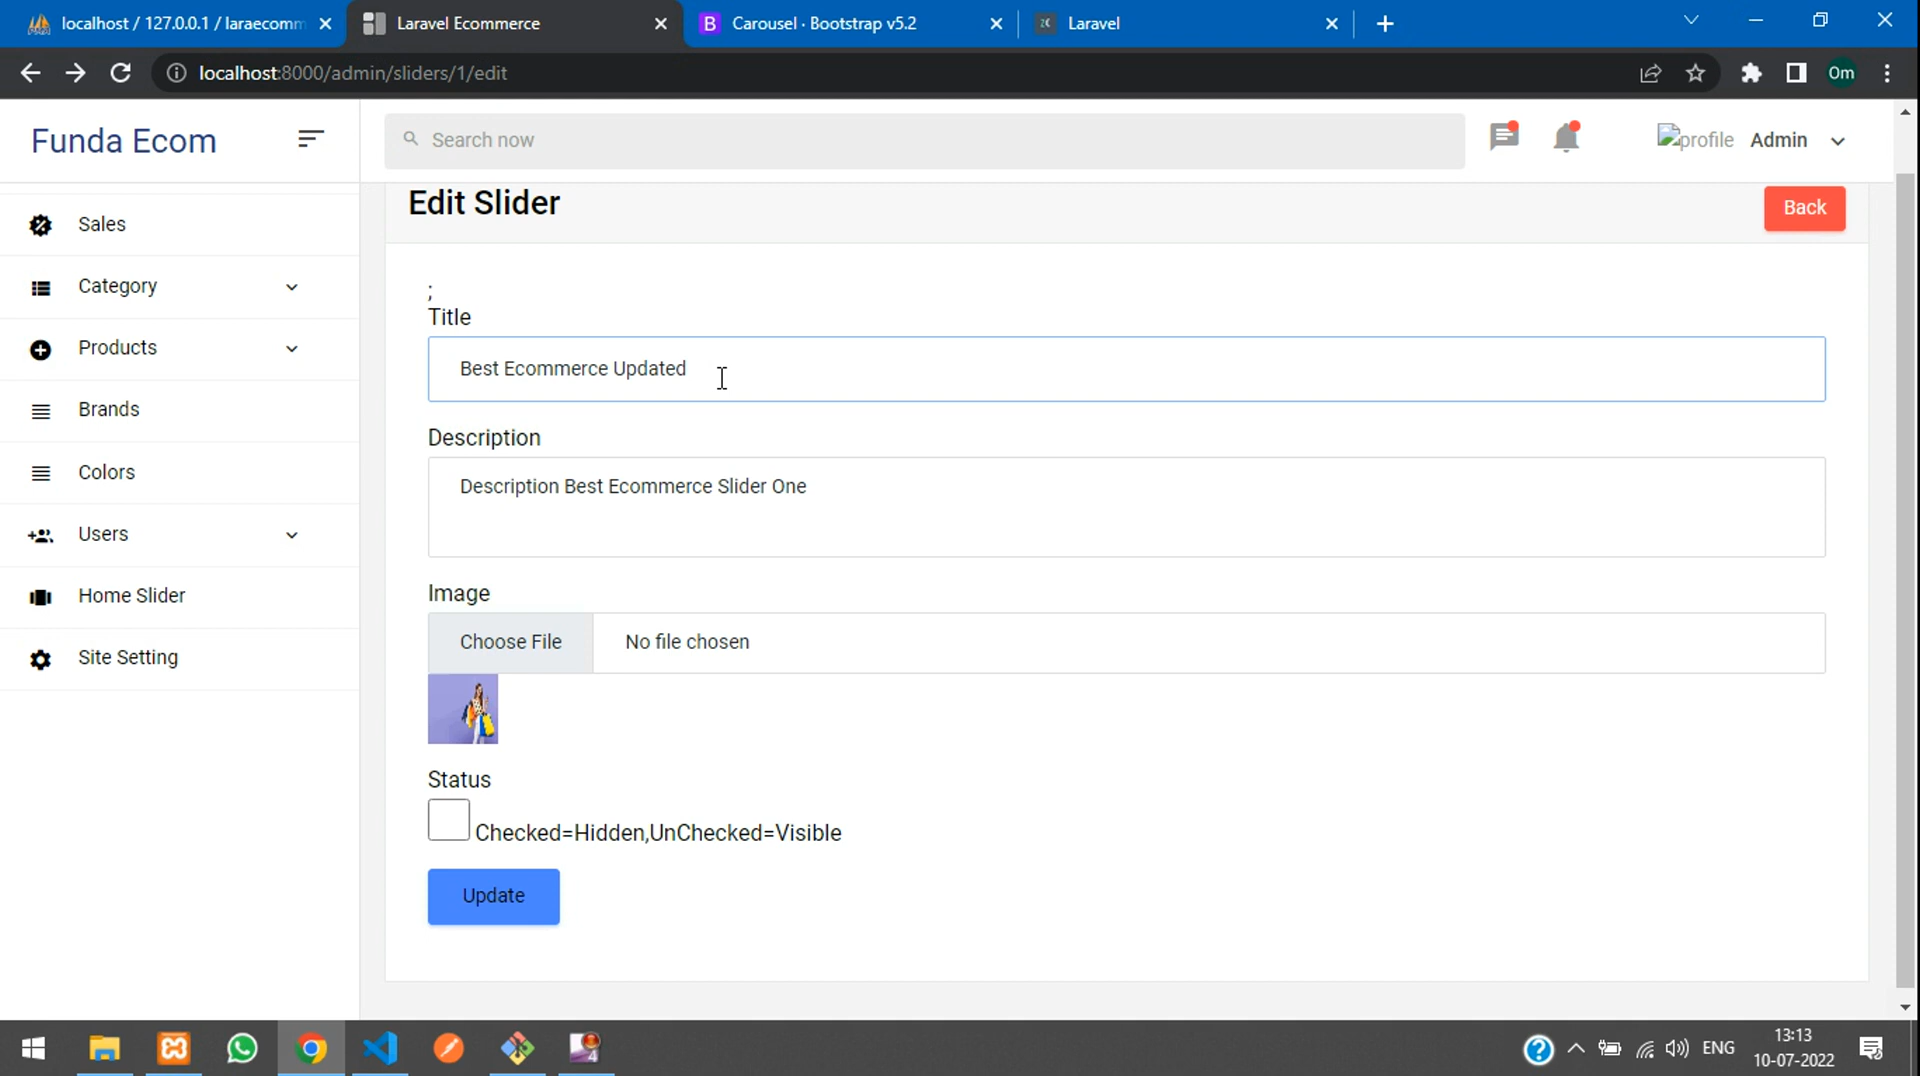 localhost / 127.0.0.1 / laraecomm
Laravel Ecommerce
Carousel · Bootstrap v5.2
Laravel
localhost:8000/admin/sliders/1/edit
Om
Funda Ecom
Search now
profile
Admin
Sales
Category
Products
Brands
Colors
Users
Home Slider
Site Setting
Edit Slider
Back
;
Title
Best Ecommerce Updated
Description
Description Best Ecommerce Slider One
Image
Choose File
No file chosen
Status
Checked=Hidden,UnChecked=Visible
Update
4
ENG
13:13
10-07-2022